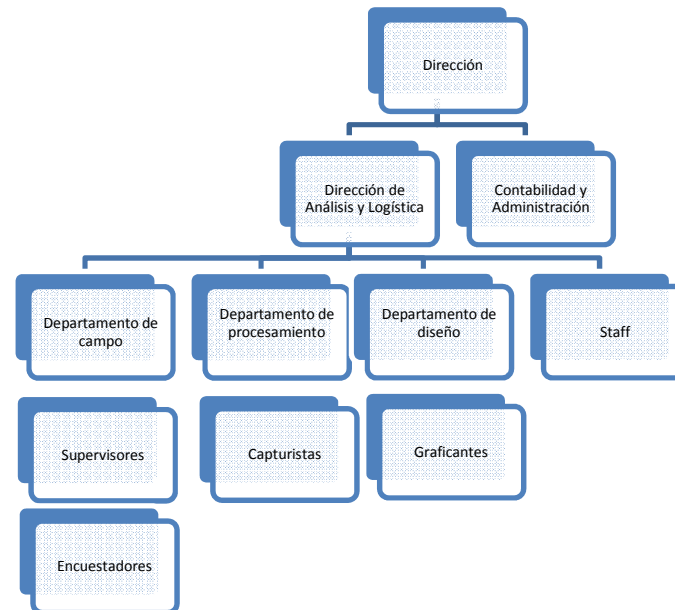 Dirección
Dirección de
Análisis y Logística
Contabilidad y
Administración
Departamento de
campo
Departamento de
procesamiento
Departamento de
diseño
Staff
Supervisores
Capturistas
Graficantes
Encuestadores